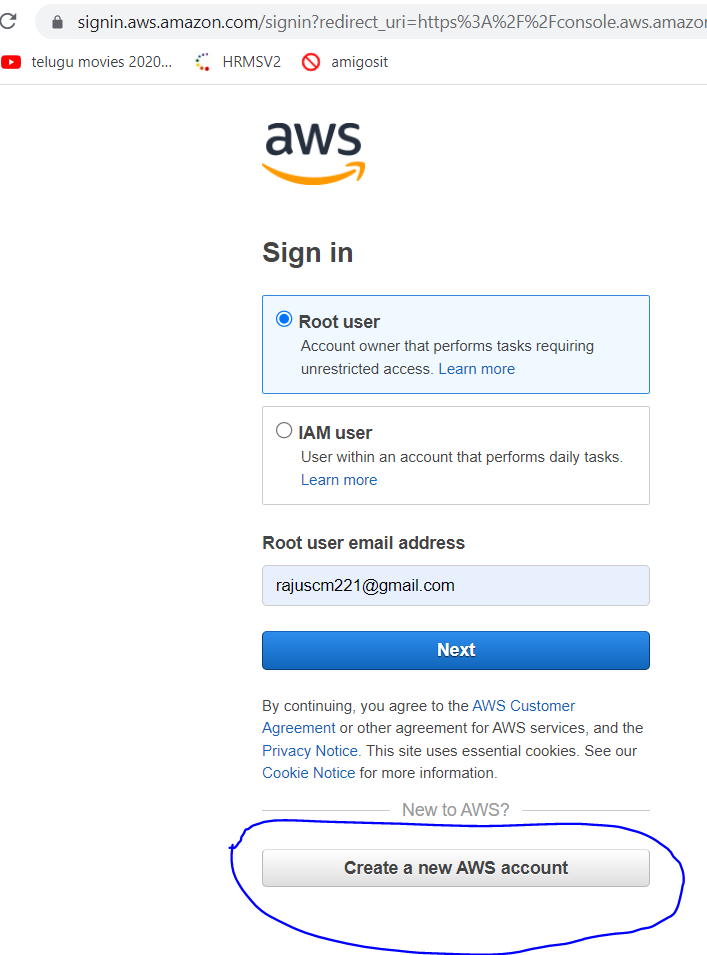 signin.aws.amazon.com/signin?redirect_uri=https%3A%2F%2Fconsole.aws.amazon
telugu movies 2020... HRMSV2 amigosit
aws
Sign in
Root user
Account owner that performs tasks requiring
unrestricted access. Learn more
IAM user
User within an account that performs daily tasks.
Learn more
Root user email address
rajuscm221@gmail.com
Next
By continuing, you agree to the AWS Customer
Agreement or other agreement for AWS services, and the
Privacy Notice. This site uses essential cookies. See our
Cookie Notice for more information.
New to AWS?
Create a new AWS account